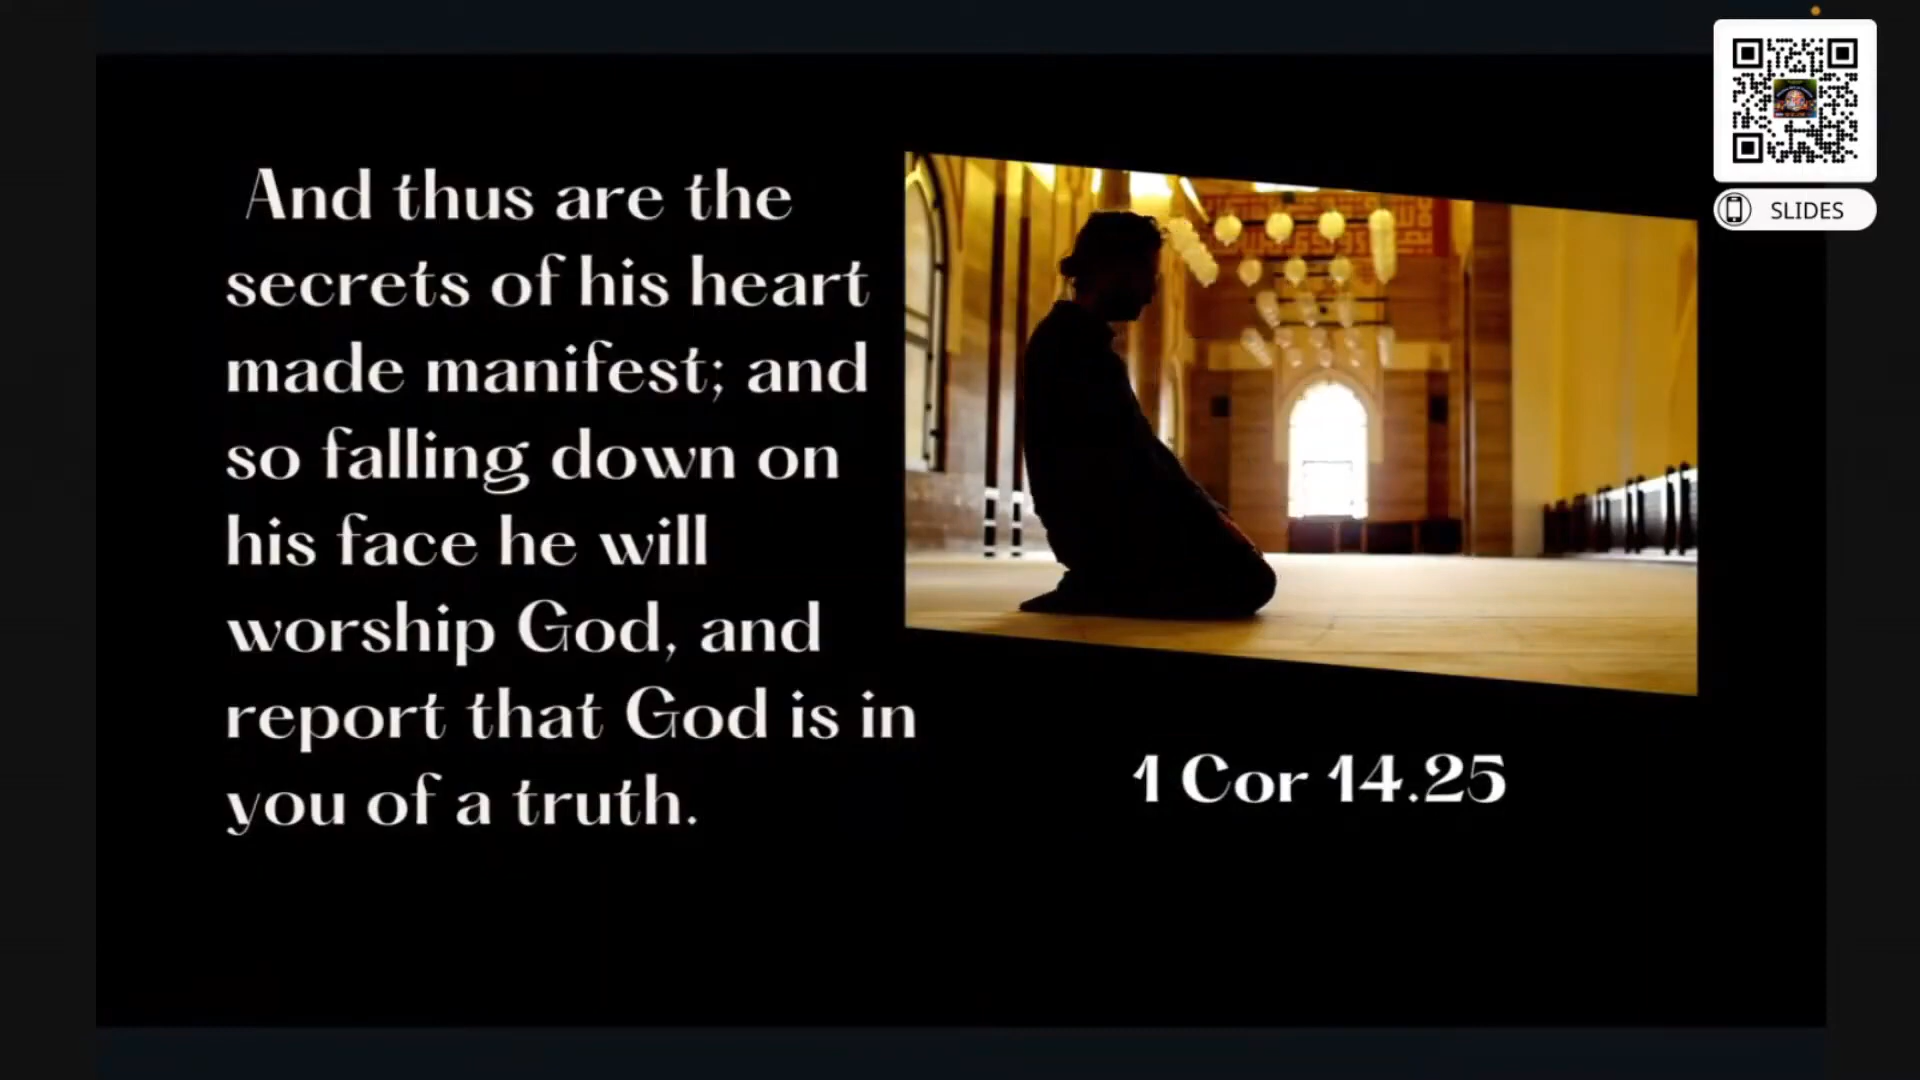 And thus are the
secrets of his heart
made manifest; and
so falling down on
his face he will
worship God, and
report that God is in
you of a truth.
1 Cor 14.25
SLIDES